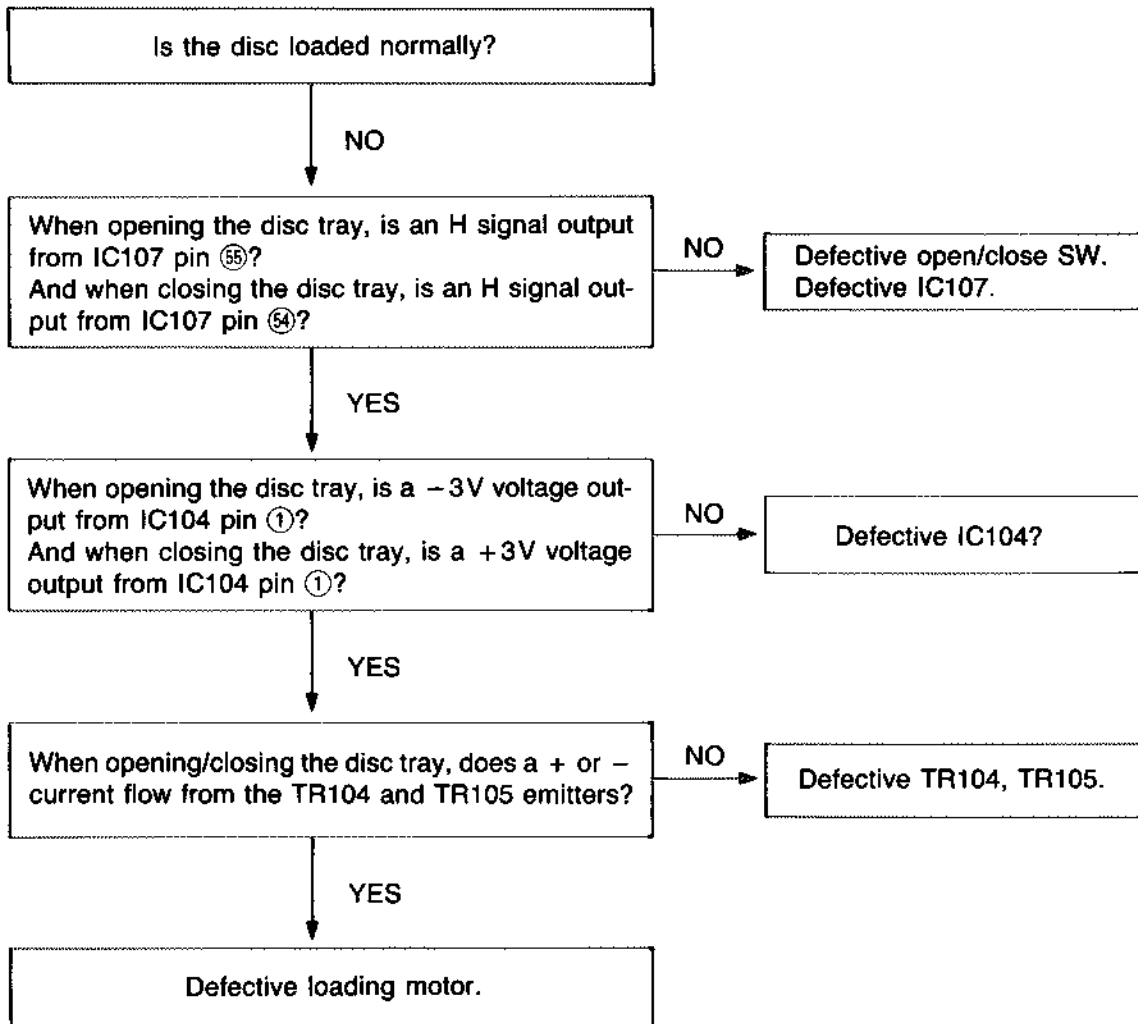 Is the disc loaded normally?
NO
When opening the disc tray, is an H signal output
from IC107 pin ㊺?
And when closing the disc tray, is an H signal out-
put from IC107 pin 54?
NO
Defective open/close SW.
Defective IC107.
YES
When opening the disc tray, is a −3V voltage out-
put from IC104 pin ①?
And when closing the disc tray, is a +3V voltage
output from IC104 pin ①?
NO
Defective IC104?
YES
When opening/closing the disc tray, does a + or −
current flow from the TR104 and TR105 emitters?
NO
Defective TR104, TR105.
YES
Defective loading motor.